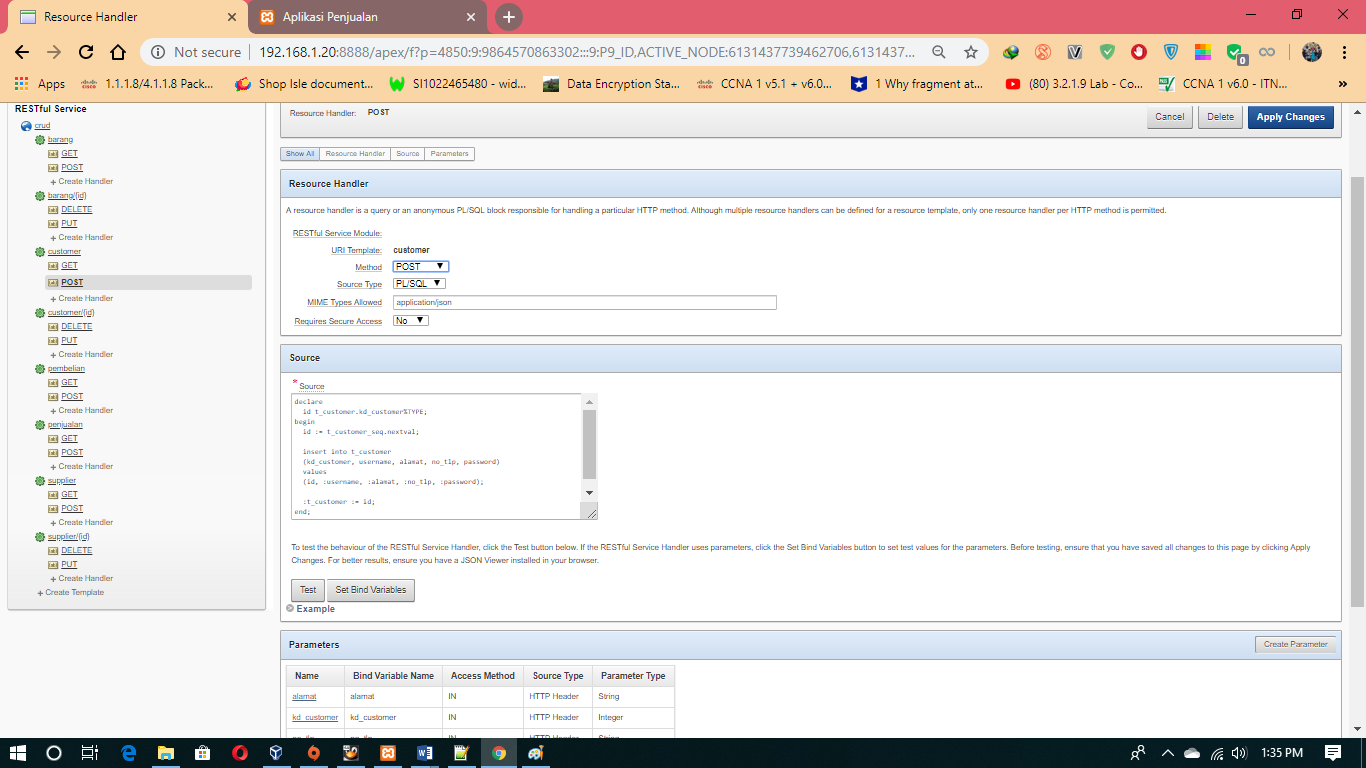 Resource Handler
Aplikasi Penjualan
Not secure
192.168.1.20:8888/apex/f?p=4850:9:9864570863302:::9:P9_ID,ACTIVE_NODE:6131437739462706,6131437...
0
Apps
1.1.1.8/4.1.1.8 Pack...
Shop Isle document...
SI1022465480 - wid...
Data Encryption Sta...
CCNA 1 v5.1 + v6.0...
1 Why fragment at...
(80) 3.2.1.9 Lab - Co...
CCNA 1 v6.0 - ITN...
»
RESTful Service
crud
barang
GET
POST
Create Handler
barang/{id}
DELETE
PUT
Create Handler
customer
GET
POST
Create Handler
customer/{id}
DELETE
PUT
Create Handler
pembelian
GET
POST
Create Handler
penjualan
GET
POST
Create Handler
supplier
GET
POST
Create Handler
supplier/{id}
DELETE
PUT
Create Handler
Create Template
Resource Handler: POST
Cancel
Delete
Apply Changes
Show All
Resource Handler
Source
Parameters
Resource Handler
A resource handler is a query or an anonymous PL/SQL block responsible for handling a particular HTTP method. Although multiple resource handlers can be defined for a resource template, only one resource handler per HTTP method is permitted.
RESTful Service Module:
URI Template: customer
Method POST
Source Type PL/SQL
MIME Types Allowed application/json
Requires Secure Access No
Source
* Source
declare
id t_customer.kd_customer%TYPE;
begin
id := t_customer_seq.nextval;
insert into t_customer
(kd_customer, username, alamat, no_tlp, password)
values
(id, :username, :alamat, :no_tlp, :password);
:t_customer := id;
end;
To test the behaviour of the RESTful Service Handler, click the Test button below. If the RESTful Service Handler uses parameters, click the Set Bind Variables button to set test values for the parameters. Before testing, ensure that you have saved all changes to this page by clicking Apply
Changes. For better results, ensure you have a JSON Viewer installed in your browser.
Test
Set Bind Variables
Example
Parameters
Create Parameter
Name Bind Variable Name Access Method Source Type Parameter Type
alamat alamat IN HTTP Header String
kd_customer kd_customer IN HTTP Header Integer
1:35 PM